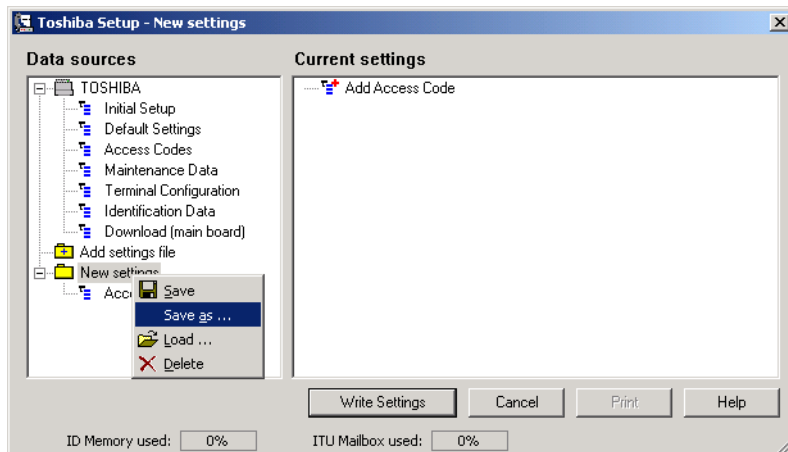 Toshiba Setup - New settings
Data sources
Current settings
TOSHIBA
Initial Setup
Default Settings
Access Codes
Maintenance Data
Terminal Configuration
Identification Data
Download (main board)
Add settings file
New settings
Acc
Save
Save as ...
Load ...
Delete
Add Access Code
Write Settings
Cancel
Print
Help
ID Memory used: 0%
ITU Mailbox used: 0%